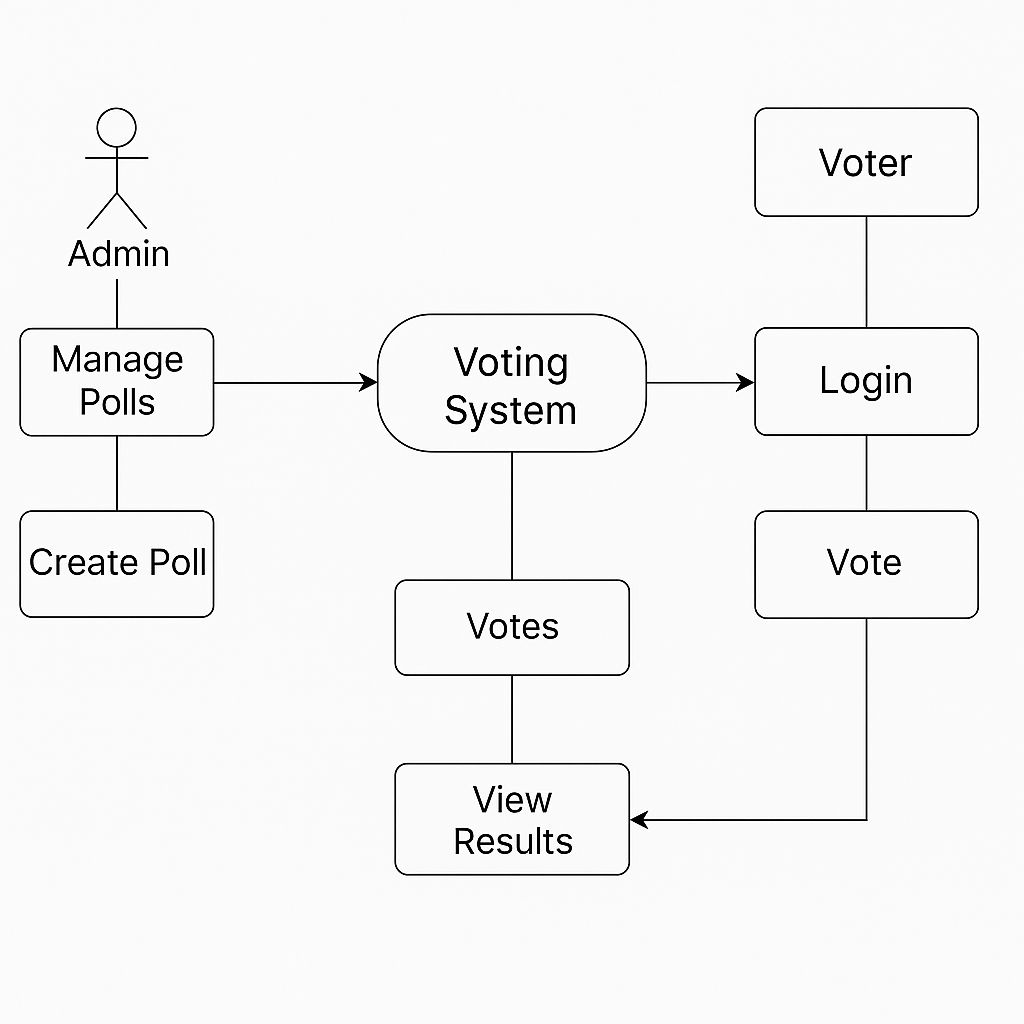 Admin
Manage
Polls
Create Poll
Voting
System
Votes
View
Results
Voter
Login
Vote